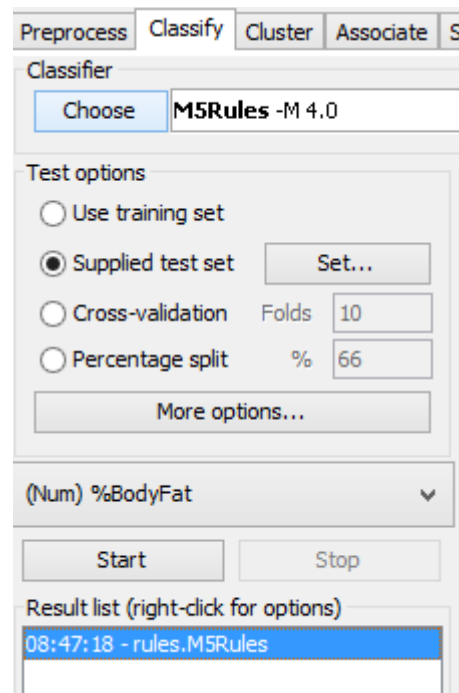 Preprocess Classify Cluster Associate S
Classifier
Choose M5Rules -M 4.0
Test options
Use training set
Supplied test set Set...
Cross-validation Folds 10
Percentage split % 66
More options...
(Num) %BodyFat
Start Stop
Result list (right-click for options)
08:47:18 - rules.M5Rules